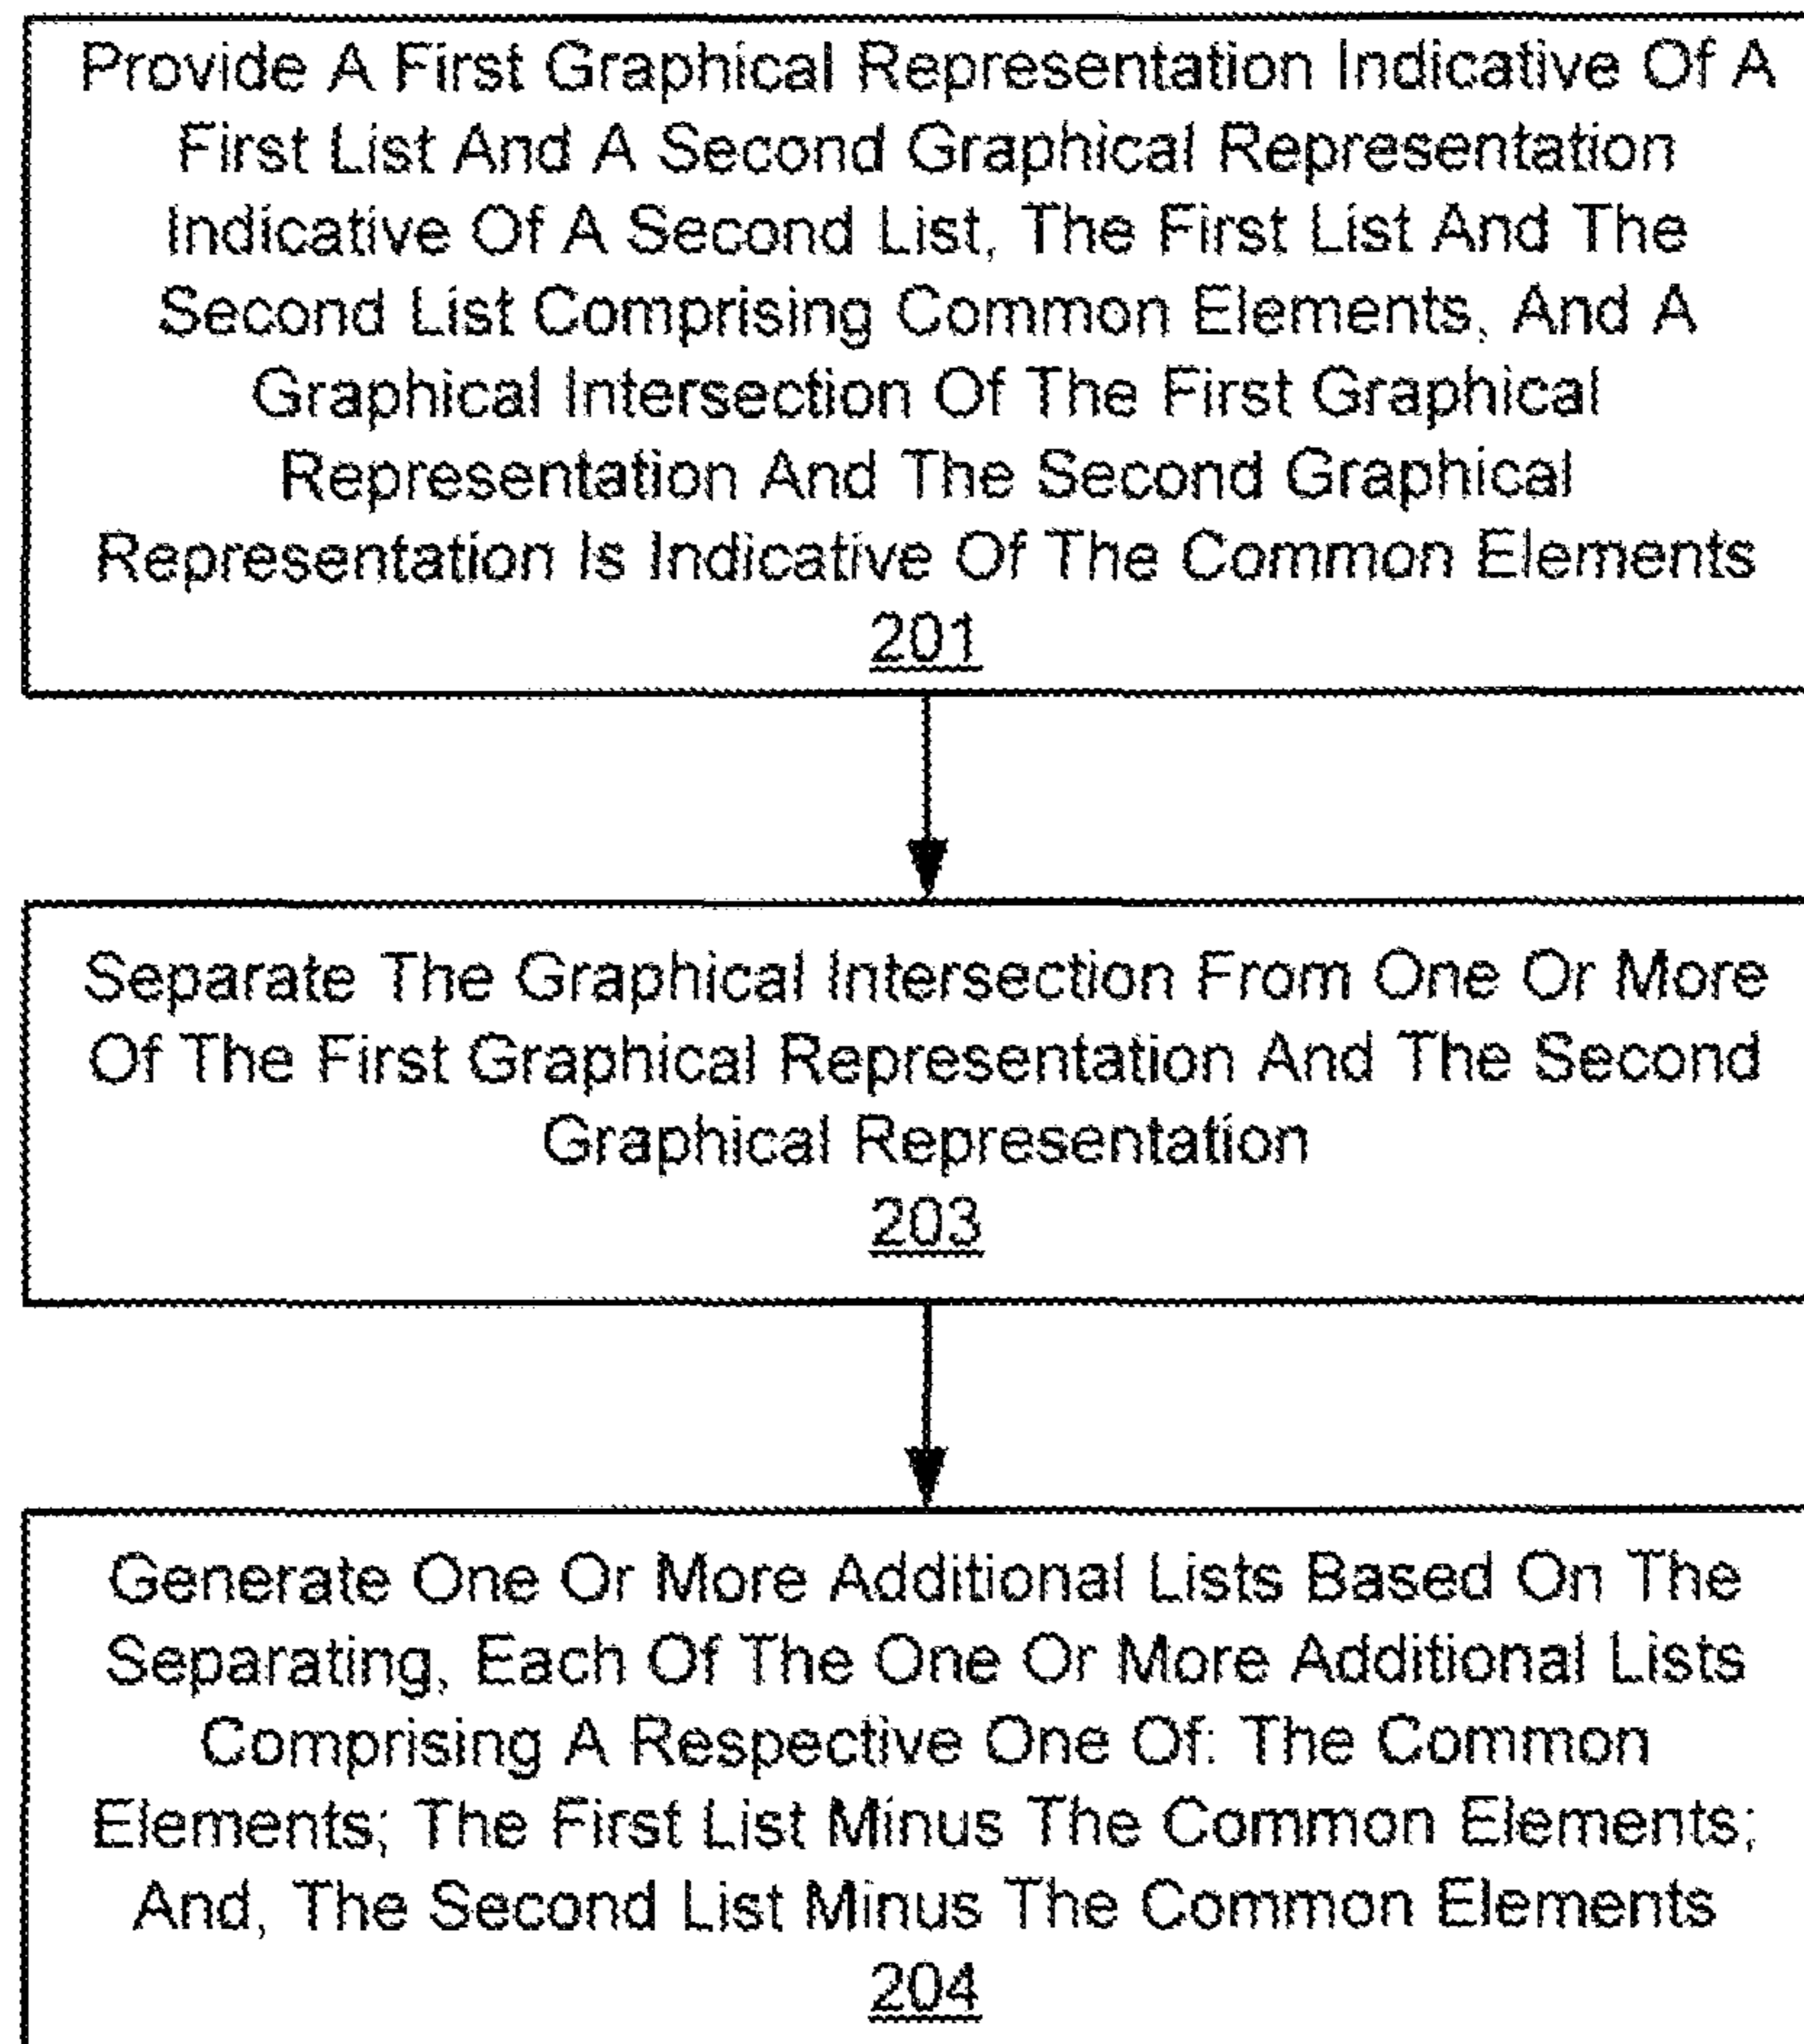 Provide A First Graphical Representation Indicative Of A
First List And A Second Graphical Representation
Indicative Of A Second List, The First List And The
Second List Comprising Common Elements, And A
Graphical Intersection Of The First Graphical
Representation And The Second Graphical
Representation Is Indicative Of The Common Elements
201
Separate The Graphical Intersection From One Or More
Of The First Graphical Representation And The Second
Graphical Representation
203
Generate One Or More Additional Lists Based On The
Separating, Each Of The One Or More Additional Lists
Comprising A Respective One Of: The Common
Elements; The First List Minus The Common Elements;
And, The Second List Minus The Common Elements
204